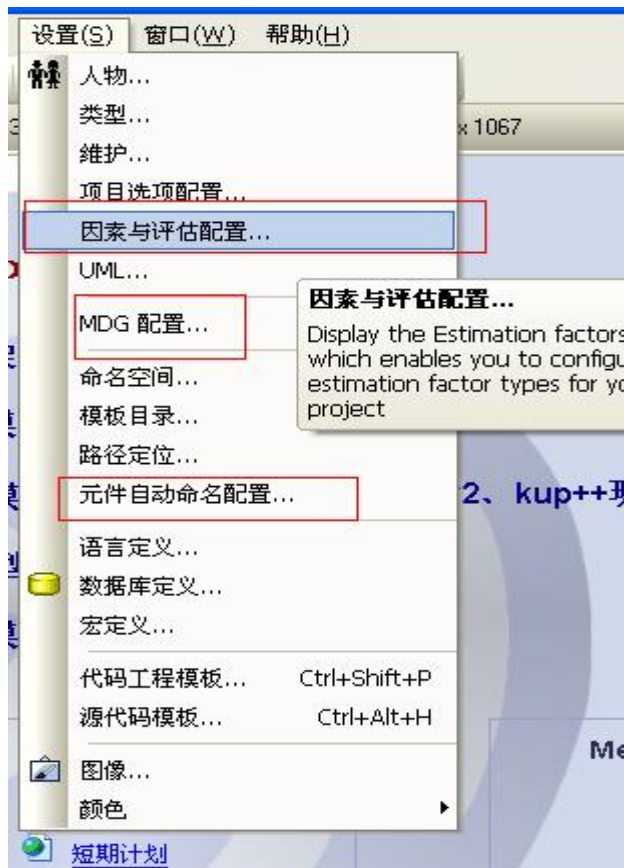 设置(S) 窗口(W) 帮助(H)
人物...
类型...
x 1067
维护...
项目选项配置...
因素与评估配置...
UML...
因素与评估配置...
MDG 配置...
Display the Estimation factors
which enables you to
estimation factor types for
project
命名空间...
模板目录...
路径定位...
元件自动命名配置...
2、kup++
语言定义...
数据库定义...
宏定义...
代码工程模板... Ctrl+Shift+P
源代码模板... Ctrl+Alt+H
图像...
颜色
短期计划